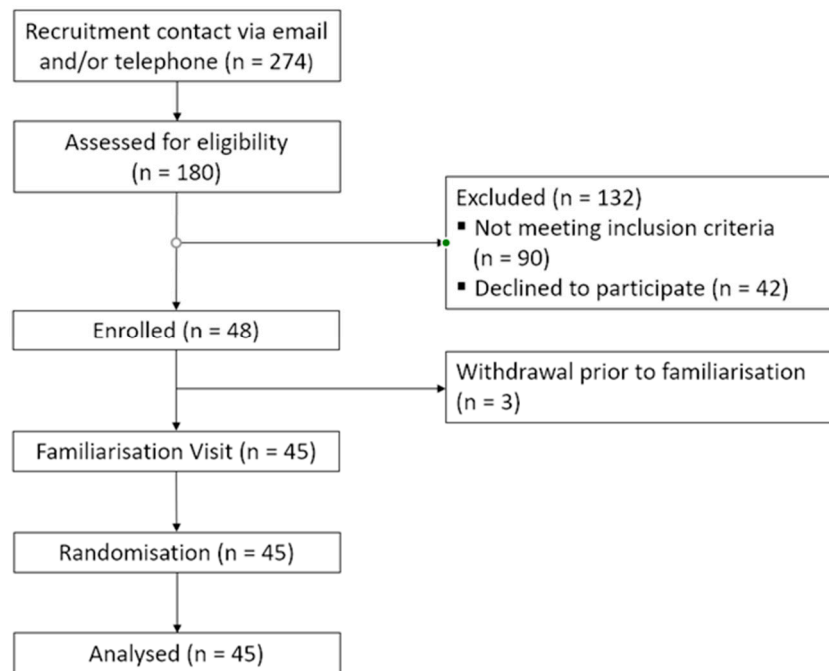 Recruitment contact via email
and/or telephone (n = 274)
Assessed for eligibility
(n = 180)
Excluded (n = 132)
▪ Not meeting inclusion criteria
(n = 90)
▪ Declined to participate (n = 42)
Enrolled (n = 48)
Withdrawal prior to familiarisation
(n = 3)
Familiarisation Visit (n = 45)
Randomisation (n = 45)
Analysed (n = 45)